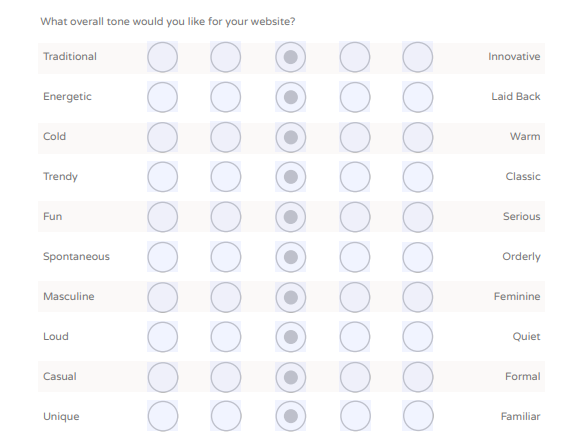 What overall tone would you like for your website?
Traditional Innovative
Energetic Laid Back
Cold Warm
Trendy Classic
Fun Serious
Spontaneous Orderly
Masculine Feminine
Loud Quiet
Casual Formal
Unique Familiar